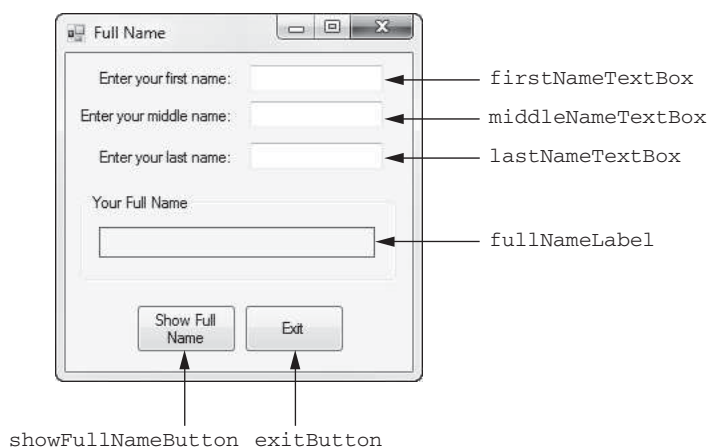 Full Name
Enter your first name:
firstNameTextBox
Enter your middle name:
middleNameTextBox
Enter your last name:
lastNameTextBox
Your Full Name
fullNameLabel
Show Full
Name
Exit
showFullNameButton
exitButton